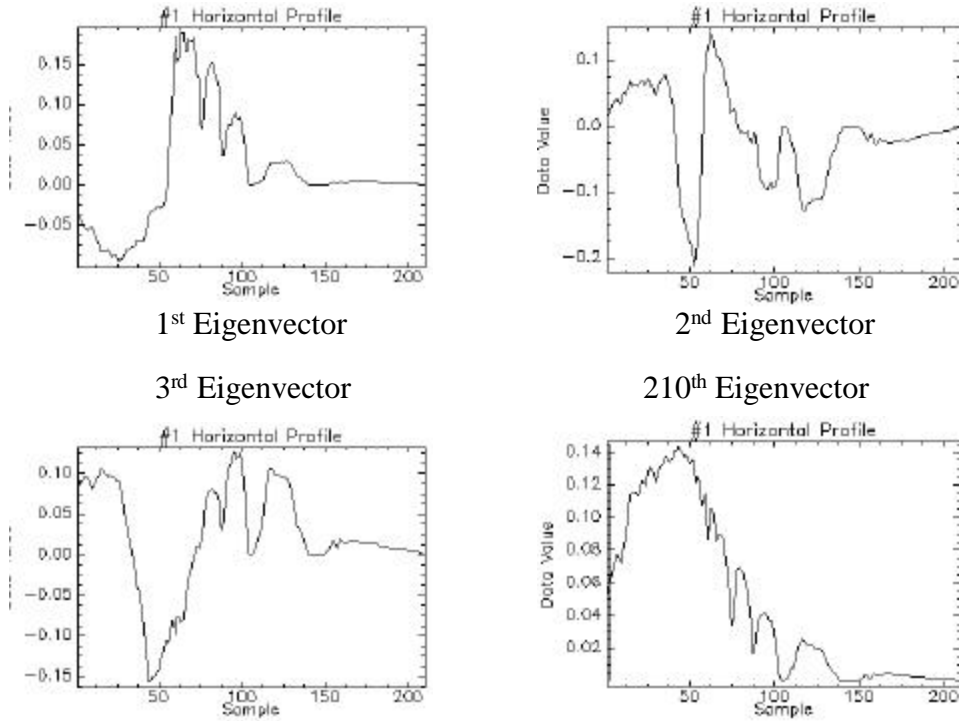 #1 Horizontal Profile
0.15
0.10
0.05
0.00
−0.05
50
100
150
200
Sample
1st Eigenvector
#1 Horizontal Profile
Data Value
0.1
0.0
−0.1
−0.2
50
100
150
200
Sample
2nd Eigenvector
3rd Eigenvector
#1 Horizontal Profile
0.10
0.05
0.00
−0.05
−0.10
−0.15
50
100
150
200
Sample
210th Eigenvector
#1 Horizontal Profile
Data Value
0.14
0.12
0.10
0.08
0.06
0.04
0.02
50
100
150
200
Sample